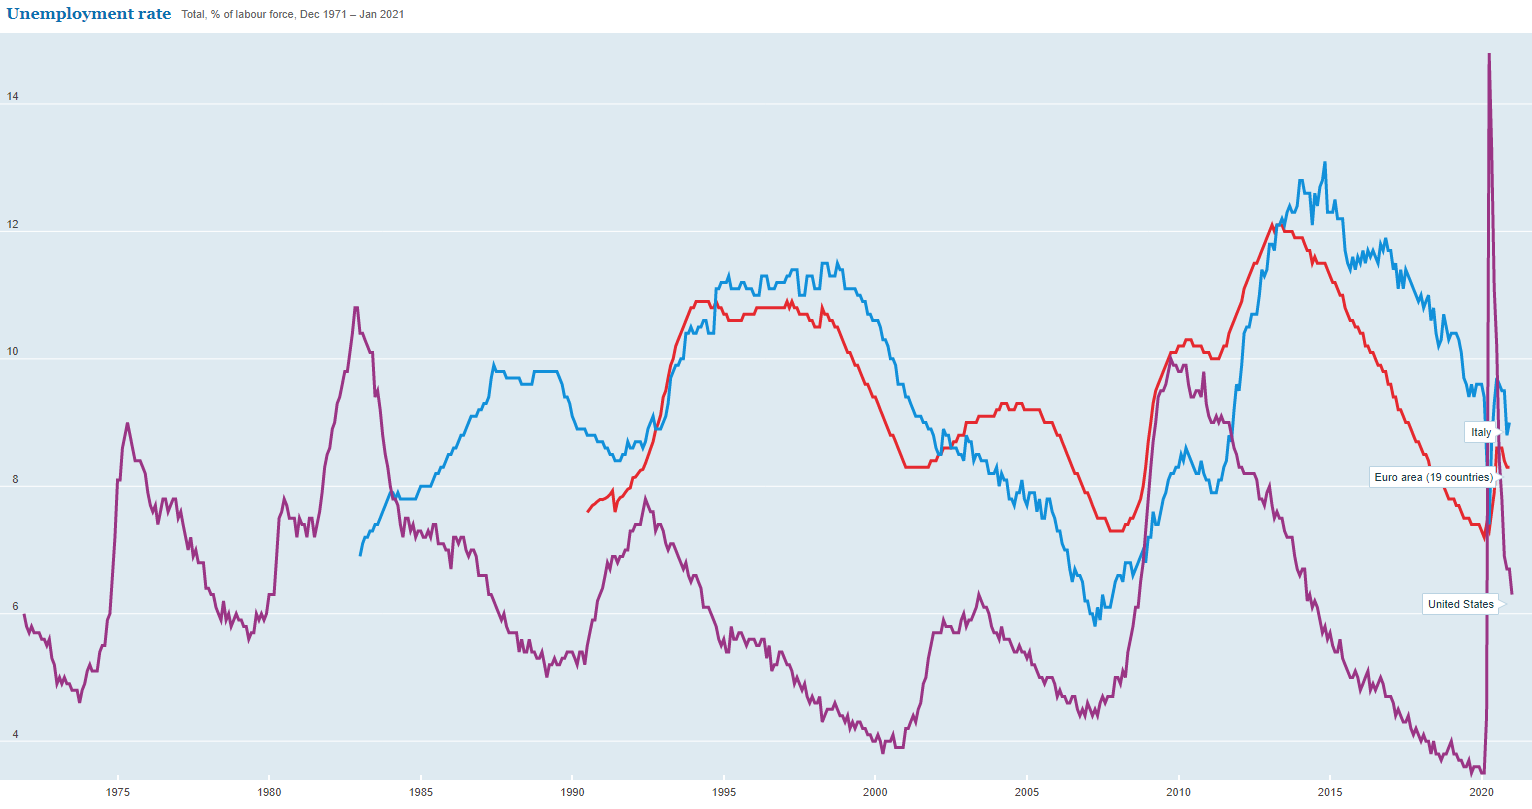 Unemployment rate Total, % of labour force, Dec 1971 – Jan 2021
14
12
10
8
6
4
Italy
Euro area (19 countries)
United States
1975 1980 1985 1990 1995 2000 2005 2010 2015 2020